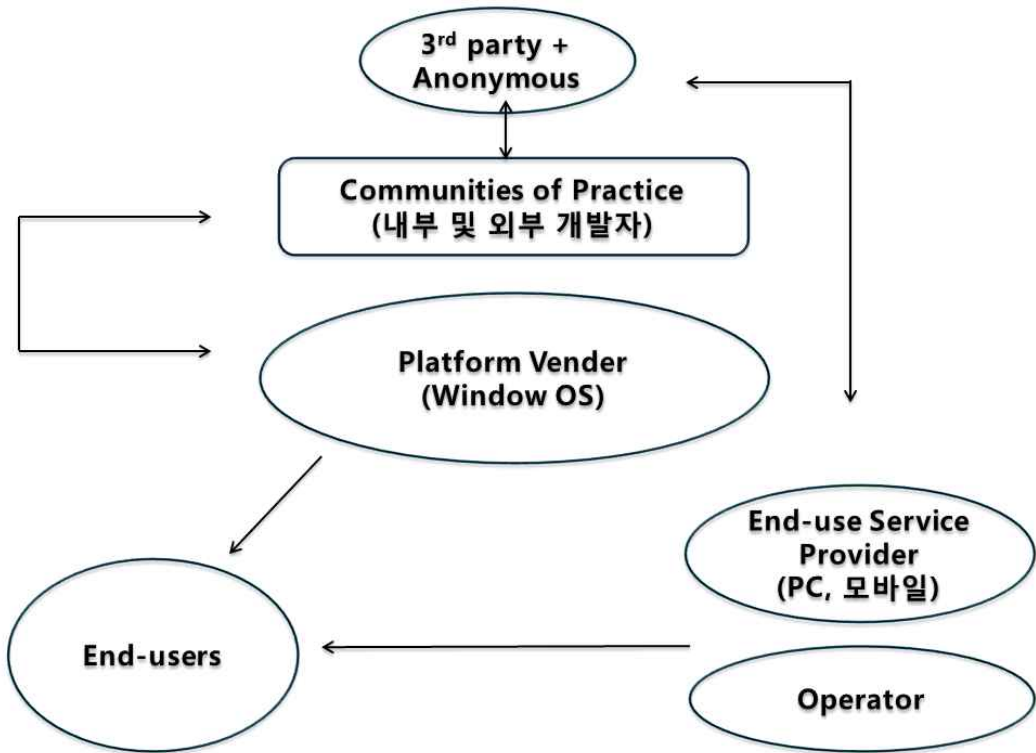 3rd party +
Anonymous
Communities of Practice
(내부 및 외부 개발자)
Platform Vender
(Window OS)
End-use Service
Provider
(PC, 모바일)
End-users
Operator